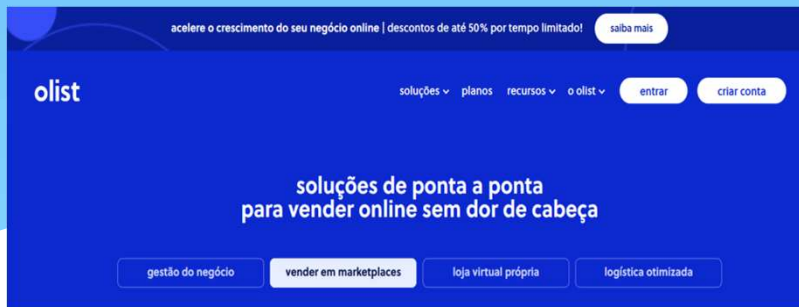 acelere o crescimento do seu negócio online | descontos de até 50% por tempo limitado! saiba mais
olist soluções planos recursos o olist entrar criar conta
soluções de ponta a ponta
para vender online sem dor de cabeça
gestão do negócio vender em marketplaces loja virtual própria logística otimizada